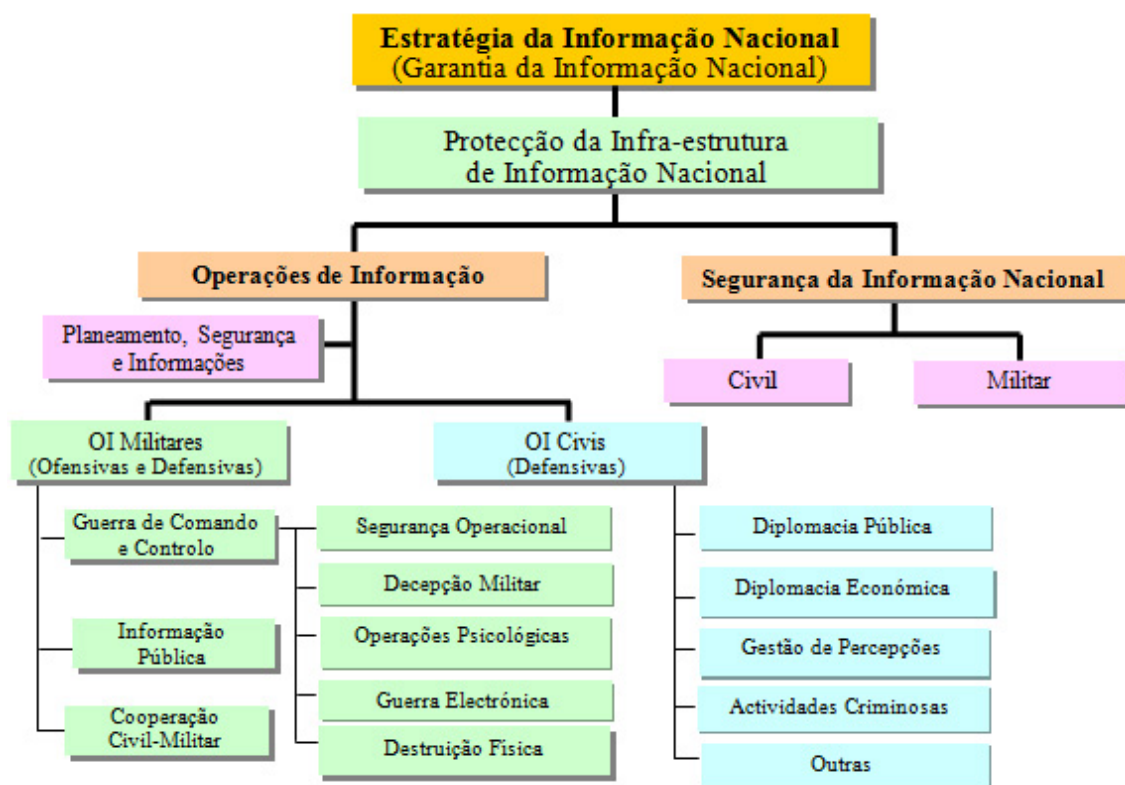 Estratégia da Informação Nacional
(Garantia da Informação Nacional)
Protecção da Infra-estrutura
de Informação Nacional
Operações de Informação
Segurança da Informação Nacional
Planeamento, Segurança
e Informações
Civil
Militar
OI Militares
(Ofensivas e Defensivas)
OI Civis
(Defensivas)
Guerra de Comando
e Controlo
Informação
Pública
Cooperação
Civil-Militar
Segurança Operacional
Decepção Militar
Operações Psicológicas
Guerra Electrónica
Destruição Física
Diplomacia Pública
Diplomacia Económica
Gestão de Percepções
Actividades Criminosas
Outras